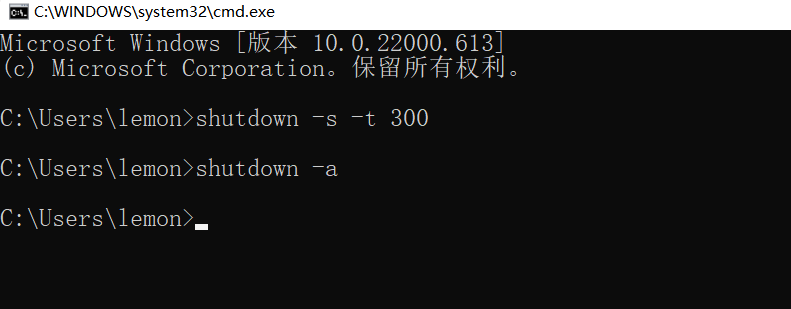 C:\WINDOWS\system32\cmd.exe
Microsoft Windows [版本 10.0.22000.613]
(c) Microsoft Corporation。保留所有权利。
C:\Users\lemon>shutdown -s -t 300
C:\Users\lemon>shutdown -a
C:\Users\lemon>